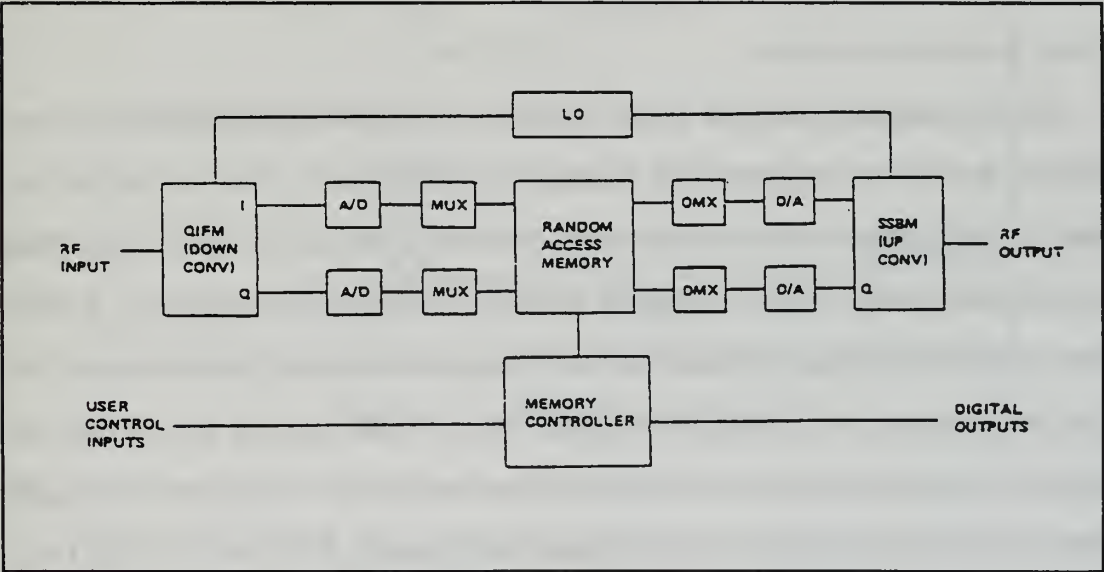 LO
I
QIFM
(DOWN
CONV)
Q
RF
INPUT
A/D
MUX
A/D
MUX
RANDOM
ACCESS
MEMORY
DMX
D/A
DMX
D/A
SSBM
(UP
CONV)
Q
RF
OUTPUT
USER
CONTROL
INPUTS
MEMORY
CONTROLLER
DIGITAL
OUTPUTS